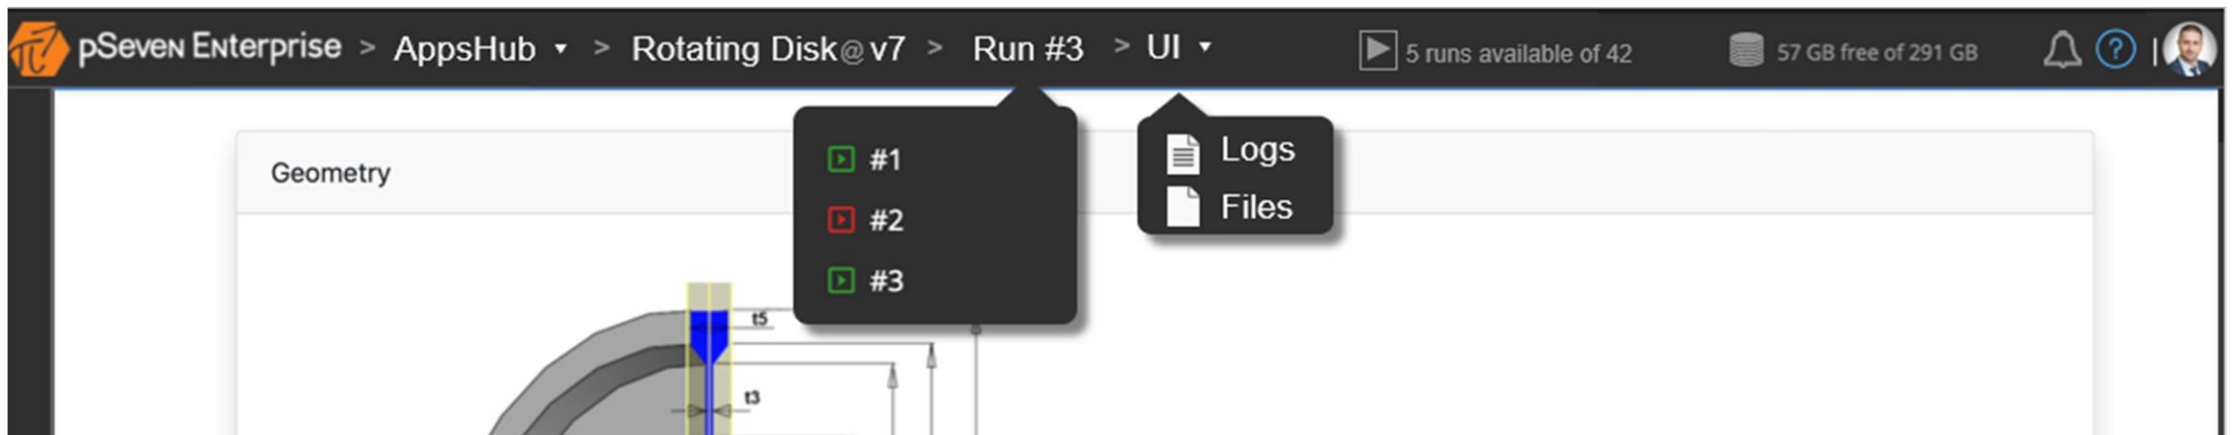 pSeven Enterprise > AppsHub > Rotating Disk@v7 > Run #3 > UI 5 runs available of 42 57 GB free of 291 GB ? |
#1
#2
#3
Logs
Files
Geometry
t5
t3